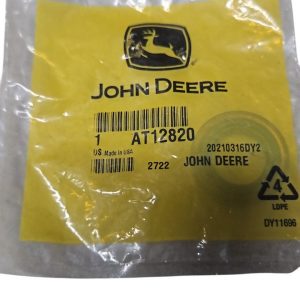 JOHN DEERE
1 AT12820
US Made in USA 20210316DY2
2722 JOHN DEERE
4
LDPE
DY11696